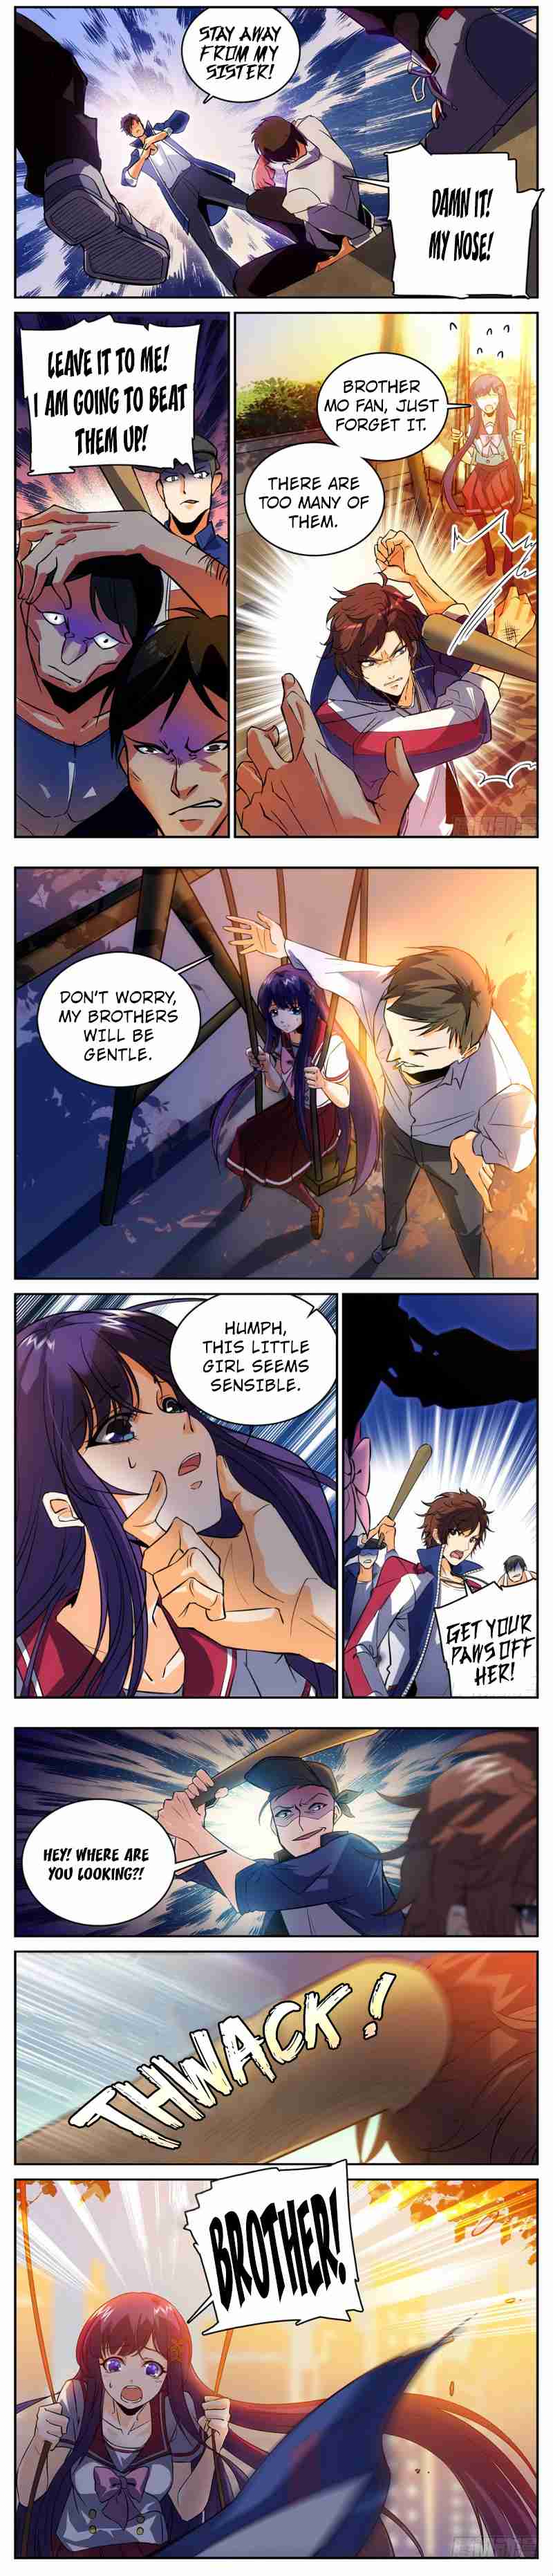 STAY AWAY
FROM MY
SISTER!
DAMN IT!
MY NOSE!
LEAVE IT TO ME!
I AM GOING TO BEAT
THEM UP!
BROTHER
MO FAN, JUST
FORGET IT.
THERE ARE
TOO MANY OF
THEM.
DON'T WORRY,
MY BROTHERS
WILL BE
GENTLE.
HUMPH,
THIS LITTLE
GIRL SEEMS
SENSIBLE.
GET YOUR
PAWS OFF
HER!
HEY! WHERE ARE
YOU LOOKING?!
THWACK!
BROTHER!